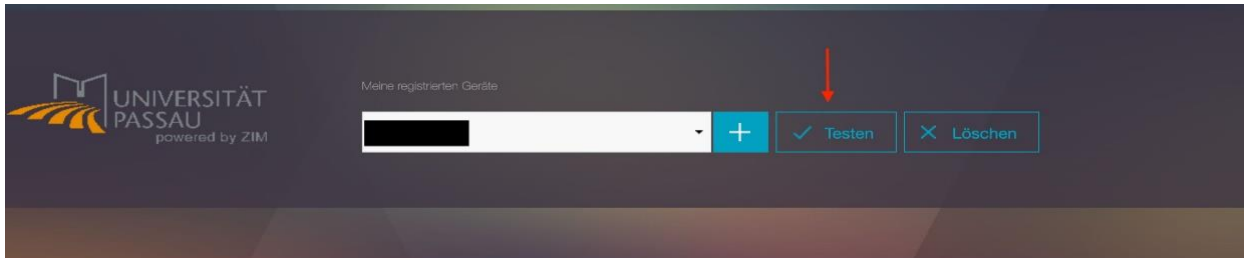 UNIVERSITÄT
PASSAU
powered by ZIM
Meine registrierten Geräte
Testen
Löschen